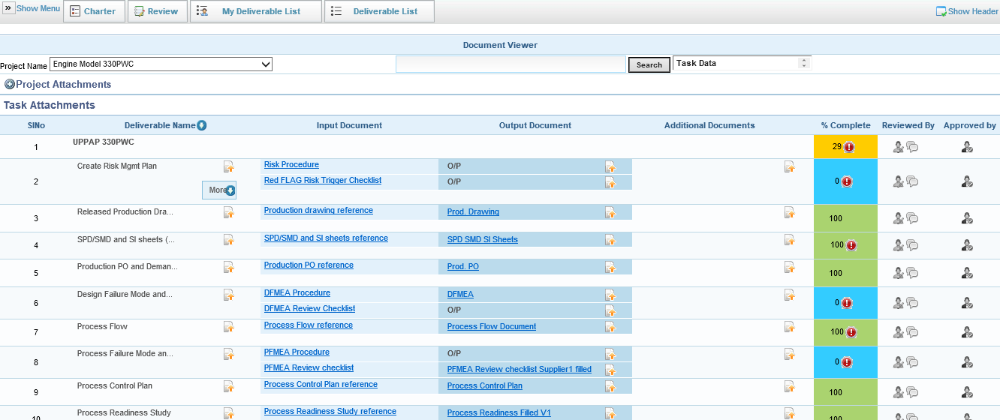 » Show Menu Charter Review My Deliverable List Deliverable List Show Header
Document Viewer
Project Name Engine Model 330PWC Search Task Data
Project Attachments
Task Attachments
SlNo Deliverable Name Input Document Output Document Additional Documents % Complete Reviewed By Approved by
1 UPPAP 330PWC 29
2 Create Risk Mgmt Plan Risk Procedure O/P 0
More Red FLAG Risk Trigger Checklist O/P
3 Released Production Dra... Production drawing reference Prod. Drawing 100
4 SPD/SMD and SI sheets (... SPD/SMD and SI sheets reference SPD SMD SI Sheets 100
5 Production PO and Deman... Production PO reference Prod. PO 100
6 Design Failure Mode and... DFMEA Procedure DFMEA 0
DFMEA Review Checklist O/P
7 Process Flow Process Flow reference Process Flow Document 100
8 Process Failure Mode an... PFMEA Procedure O/P 0
PFMEA Review checklist PFMEA Review checklist Supplier1 filled
9 Process Control Plan Process Control Plan reference Process Control Plan 100
10 Process Readiness Study Process Readiness Study reference Process Readiness Filled V1 100